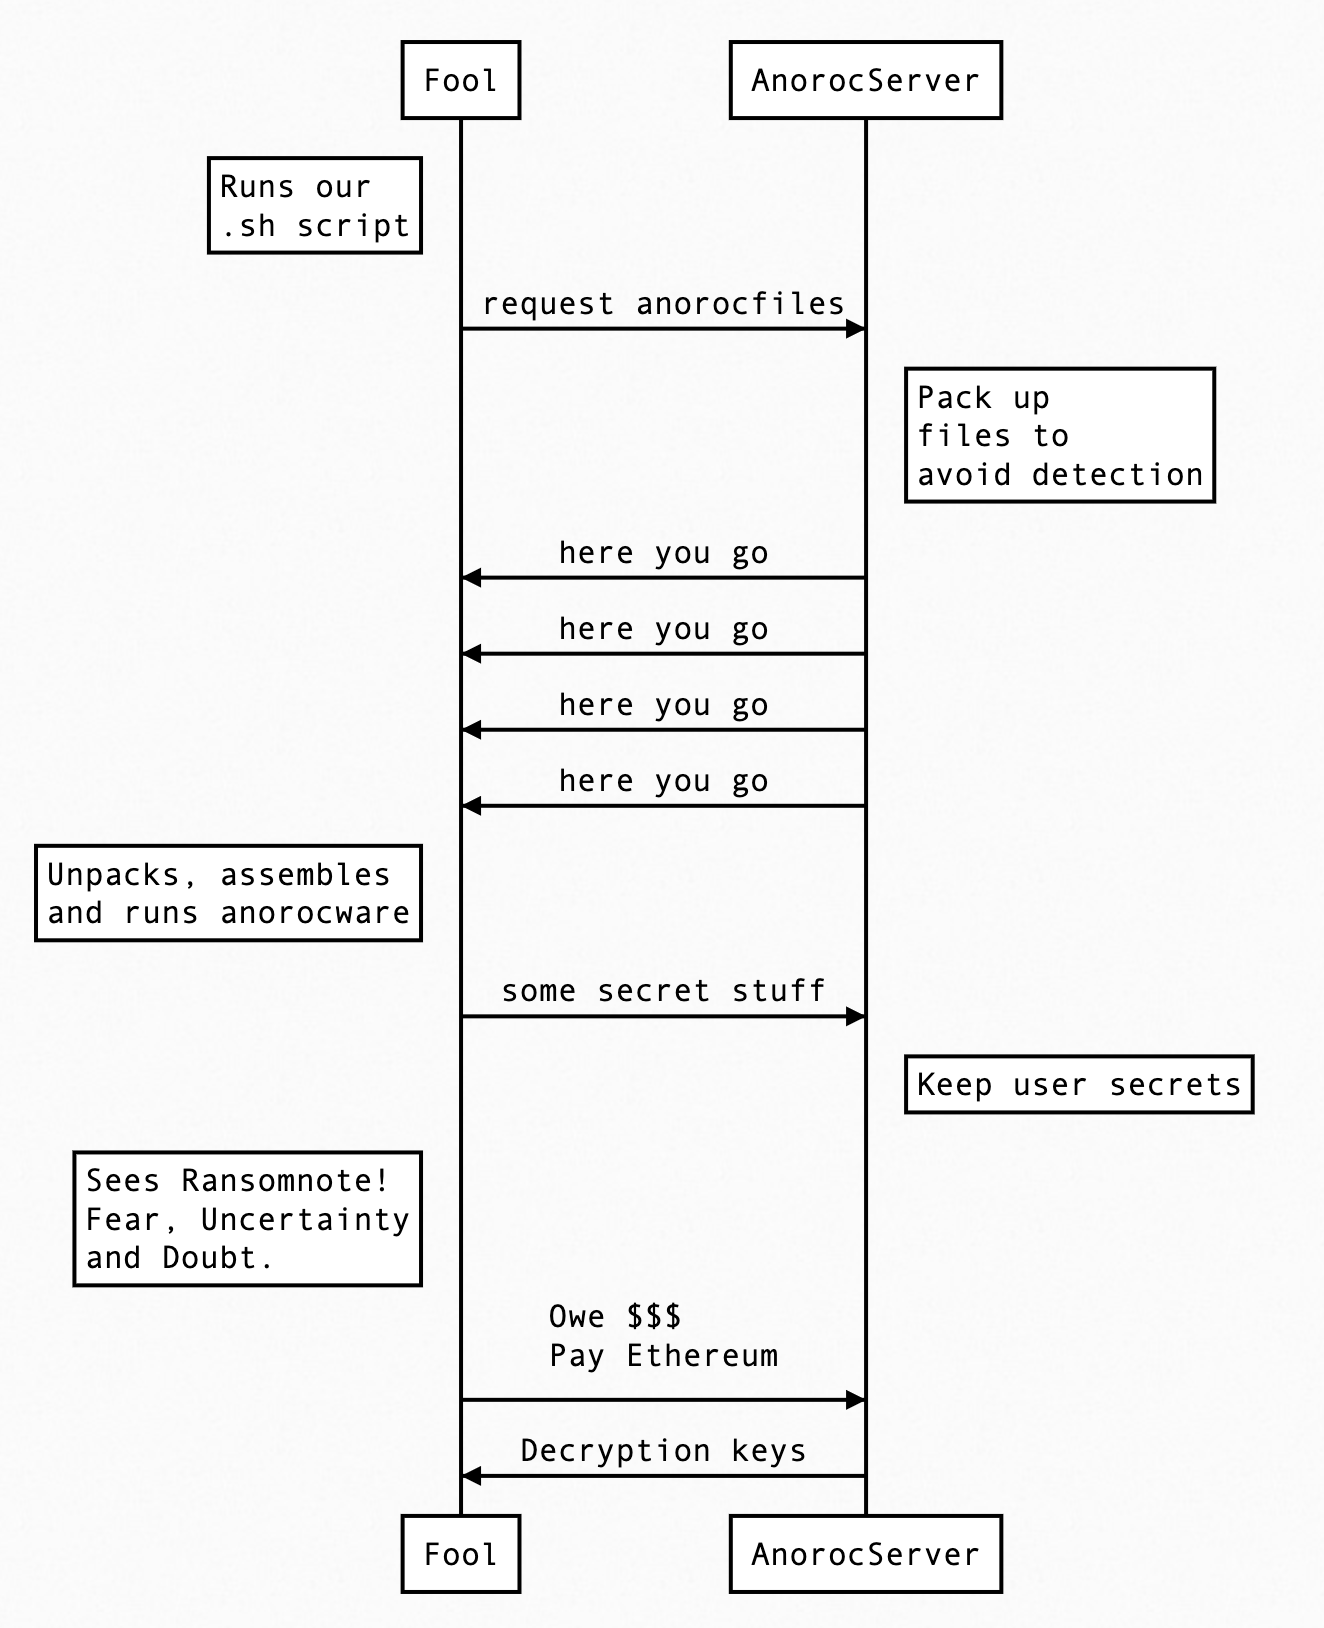 Fool
AnorocServer
Runs our
.sh script
request anorocfiles
Pack up
files to
avoid detection
here you go
here you go
here you go
here you go
Unpacks, assembles
and runs anorocware
some secret stuff
Keep user secrets
Sees Ransomnote!
Fear, Uncertainty
and Doubt.
Owe $$$
Pay Ethereum
Decryption keys
Fool
AnorocServer